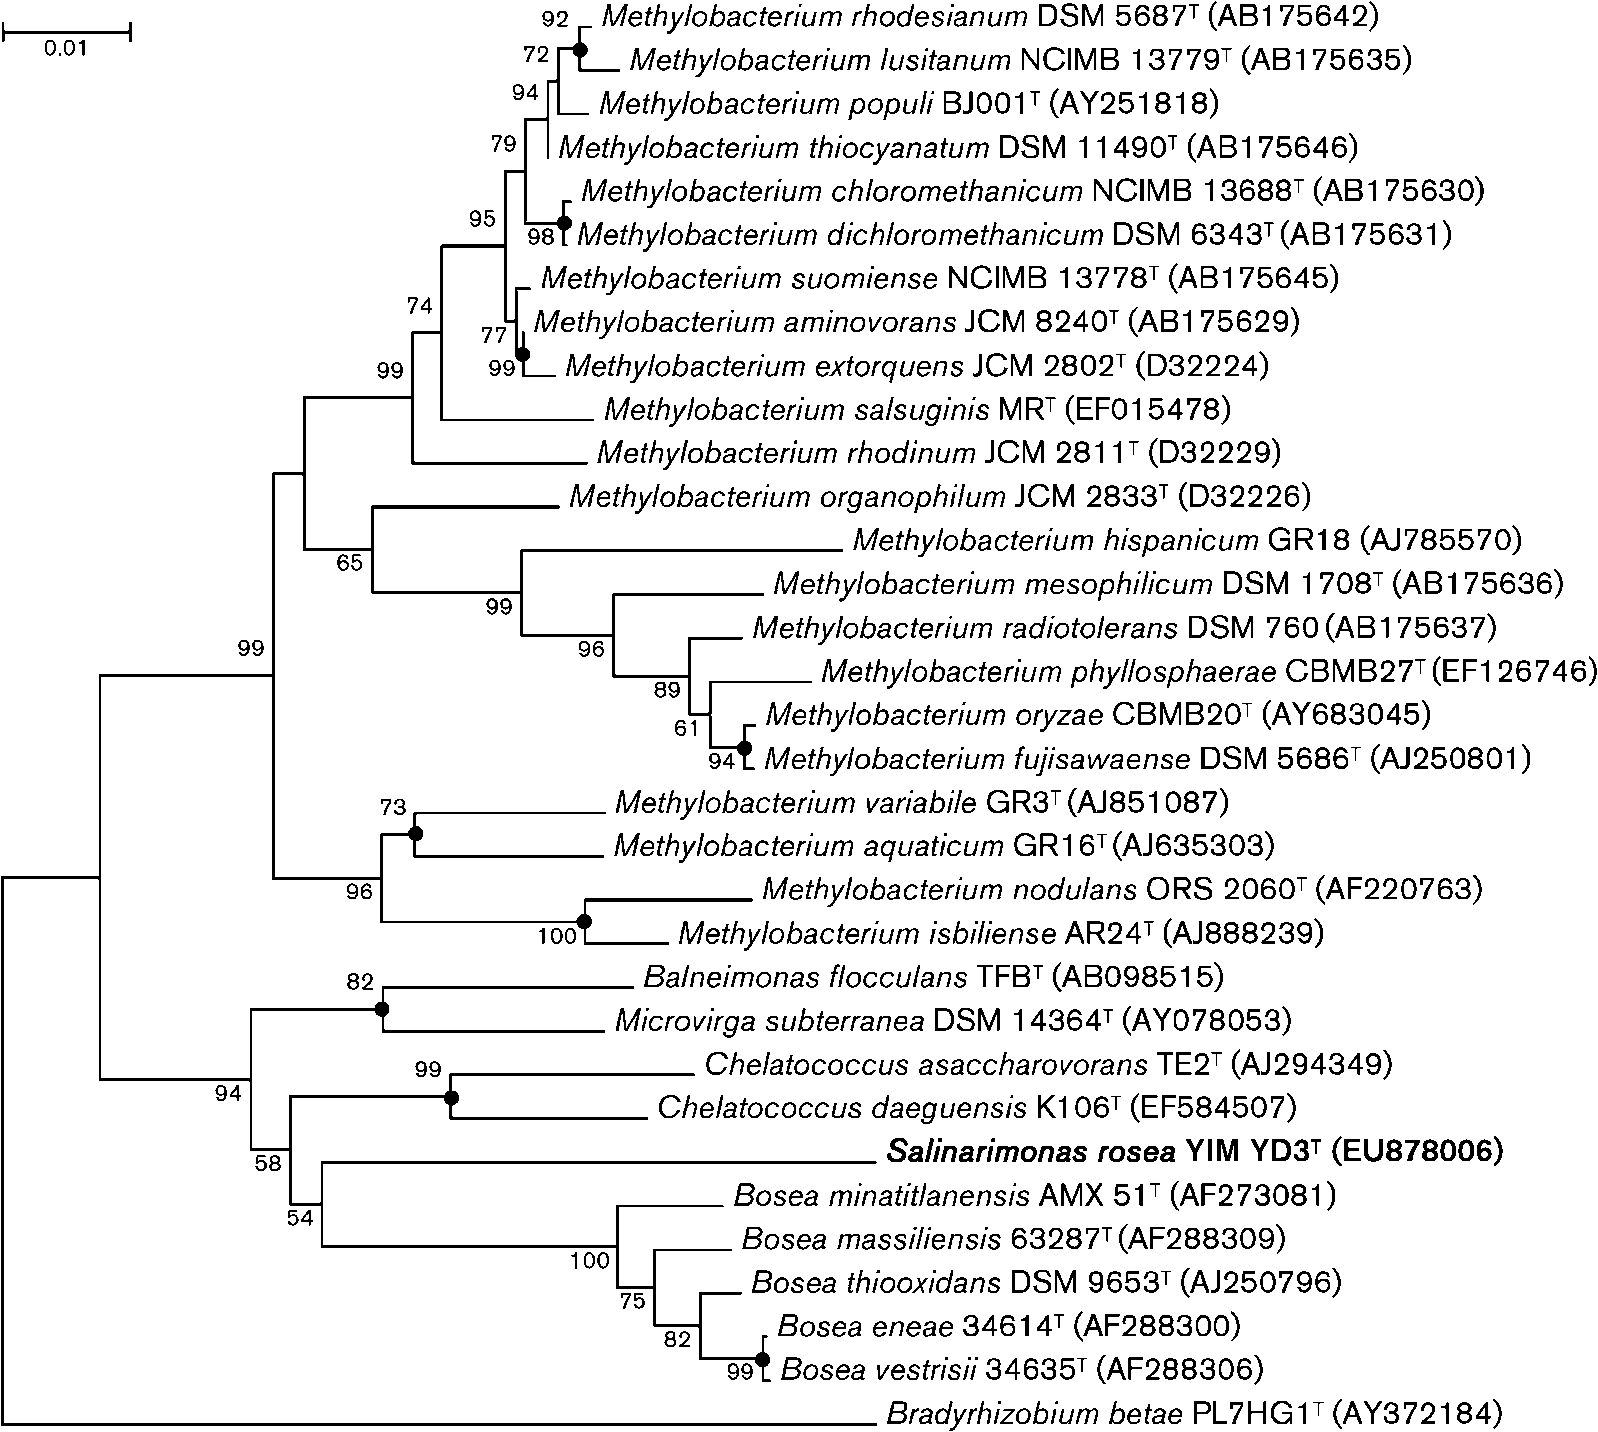 92 Methylobacterium rhodesianum DSM 5687ᵀ (AB175642)
0.01
72 Methylobacterium lusitanum NCIMB 13779ᵀ (AB175635)
94 Methylobacterium populi BJ001ᵀ (AY251818)
79 Methylobacterium thiocyanatum DSM 11490ᵀ (AB175646)
Methylobacterium chloromethanicum NCIMB 13688ᵀ (AB175630)
95
98 Methylobacterium dichloromethanicum DSM 6343ᵀ (AB175631)
Methylobacterium suomiense NCIMB 13778ᵀ (AB175645)
74
77 Methylobacterium aminovorans JCM 8240ᵀ (AB175629)
99 99 Methylobacterium extorquens JCM 2802ᵀ (D32224)
Methylobacterium salsuginis MRᵀ (EF015478)
Methylobacterium rhodinum JCM 2811ᵀ (D32229)
Methylobacterium organophilum JCM 2833ᵀ (D32226)
Methylobacterium hispanicum GR18 (AJ785570)
65
Methylobacterium mesophilicum DSM 1708ᵀ (AB175636)
99
Methylobacterium radiotolerans DSM 760 (AB175637)
99 96
Methylobacterium phyllosphaerae CBMB27ᵀ (EF126746)
89
Methylobacterium oryzae CBMB20ᵀ (AY683045)
61
94 Methylobacterium fujisawaense DSM 5686ᵀ (AJ250801)
73 Methylobacterium variabile GR3ᵀ (AJ851087)
Methylobacterium aquaticum GR16ᵀ (AJ635303)
96 Methylobacterium nodulans ORS 2060ᵀ (AF220763)
100 Methylobacterium isbiliense AR24ᵀ (AJ888239)
82 Balneimonas flocculans TFBᵀ (AB098515)
Microvirga subterranea DSM 14364ᵀ (AY078053)
99 Chelatococcus asaccharovorans TE2ᵀ (AJ294349)
94
Chelatococcus daeguensis K106ᵀ (EF584507)
58 Salinarimonas rosea YIM YD3ᵀ (EU878006)
Bosea minatitlanensis AMX 51ᵀ (AF273081)
54
Bosea massiliensis 63287ᵀ (AF288309)
100
Bosea thiooxidans DSM 9653ᵀ (AJ250796)
75
Bosea eneae 34614ᵀ (AF288300)
82
99 Bosea vestrisii 34635ᵀ (AF288306)
Bradyrhizobium betae PL7HG1ᵀ (AY372184)